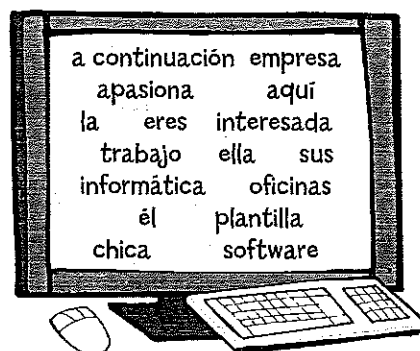 a continuación empresa
apasiona aquí
la eres interesada
trabajo ella sus
informática oficinas
él plantilla
chica software